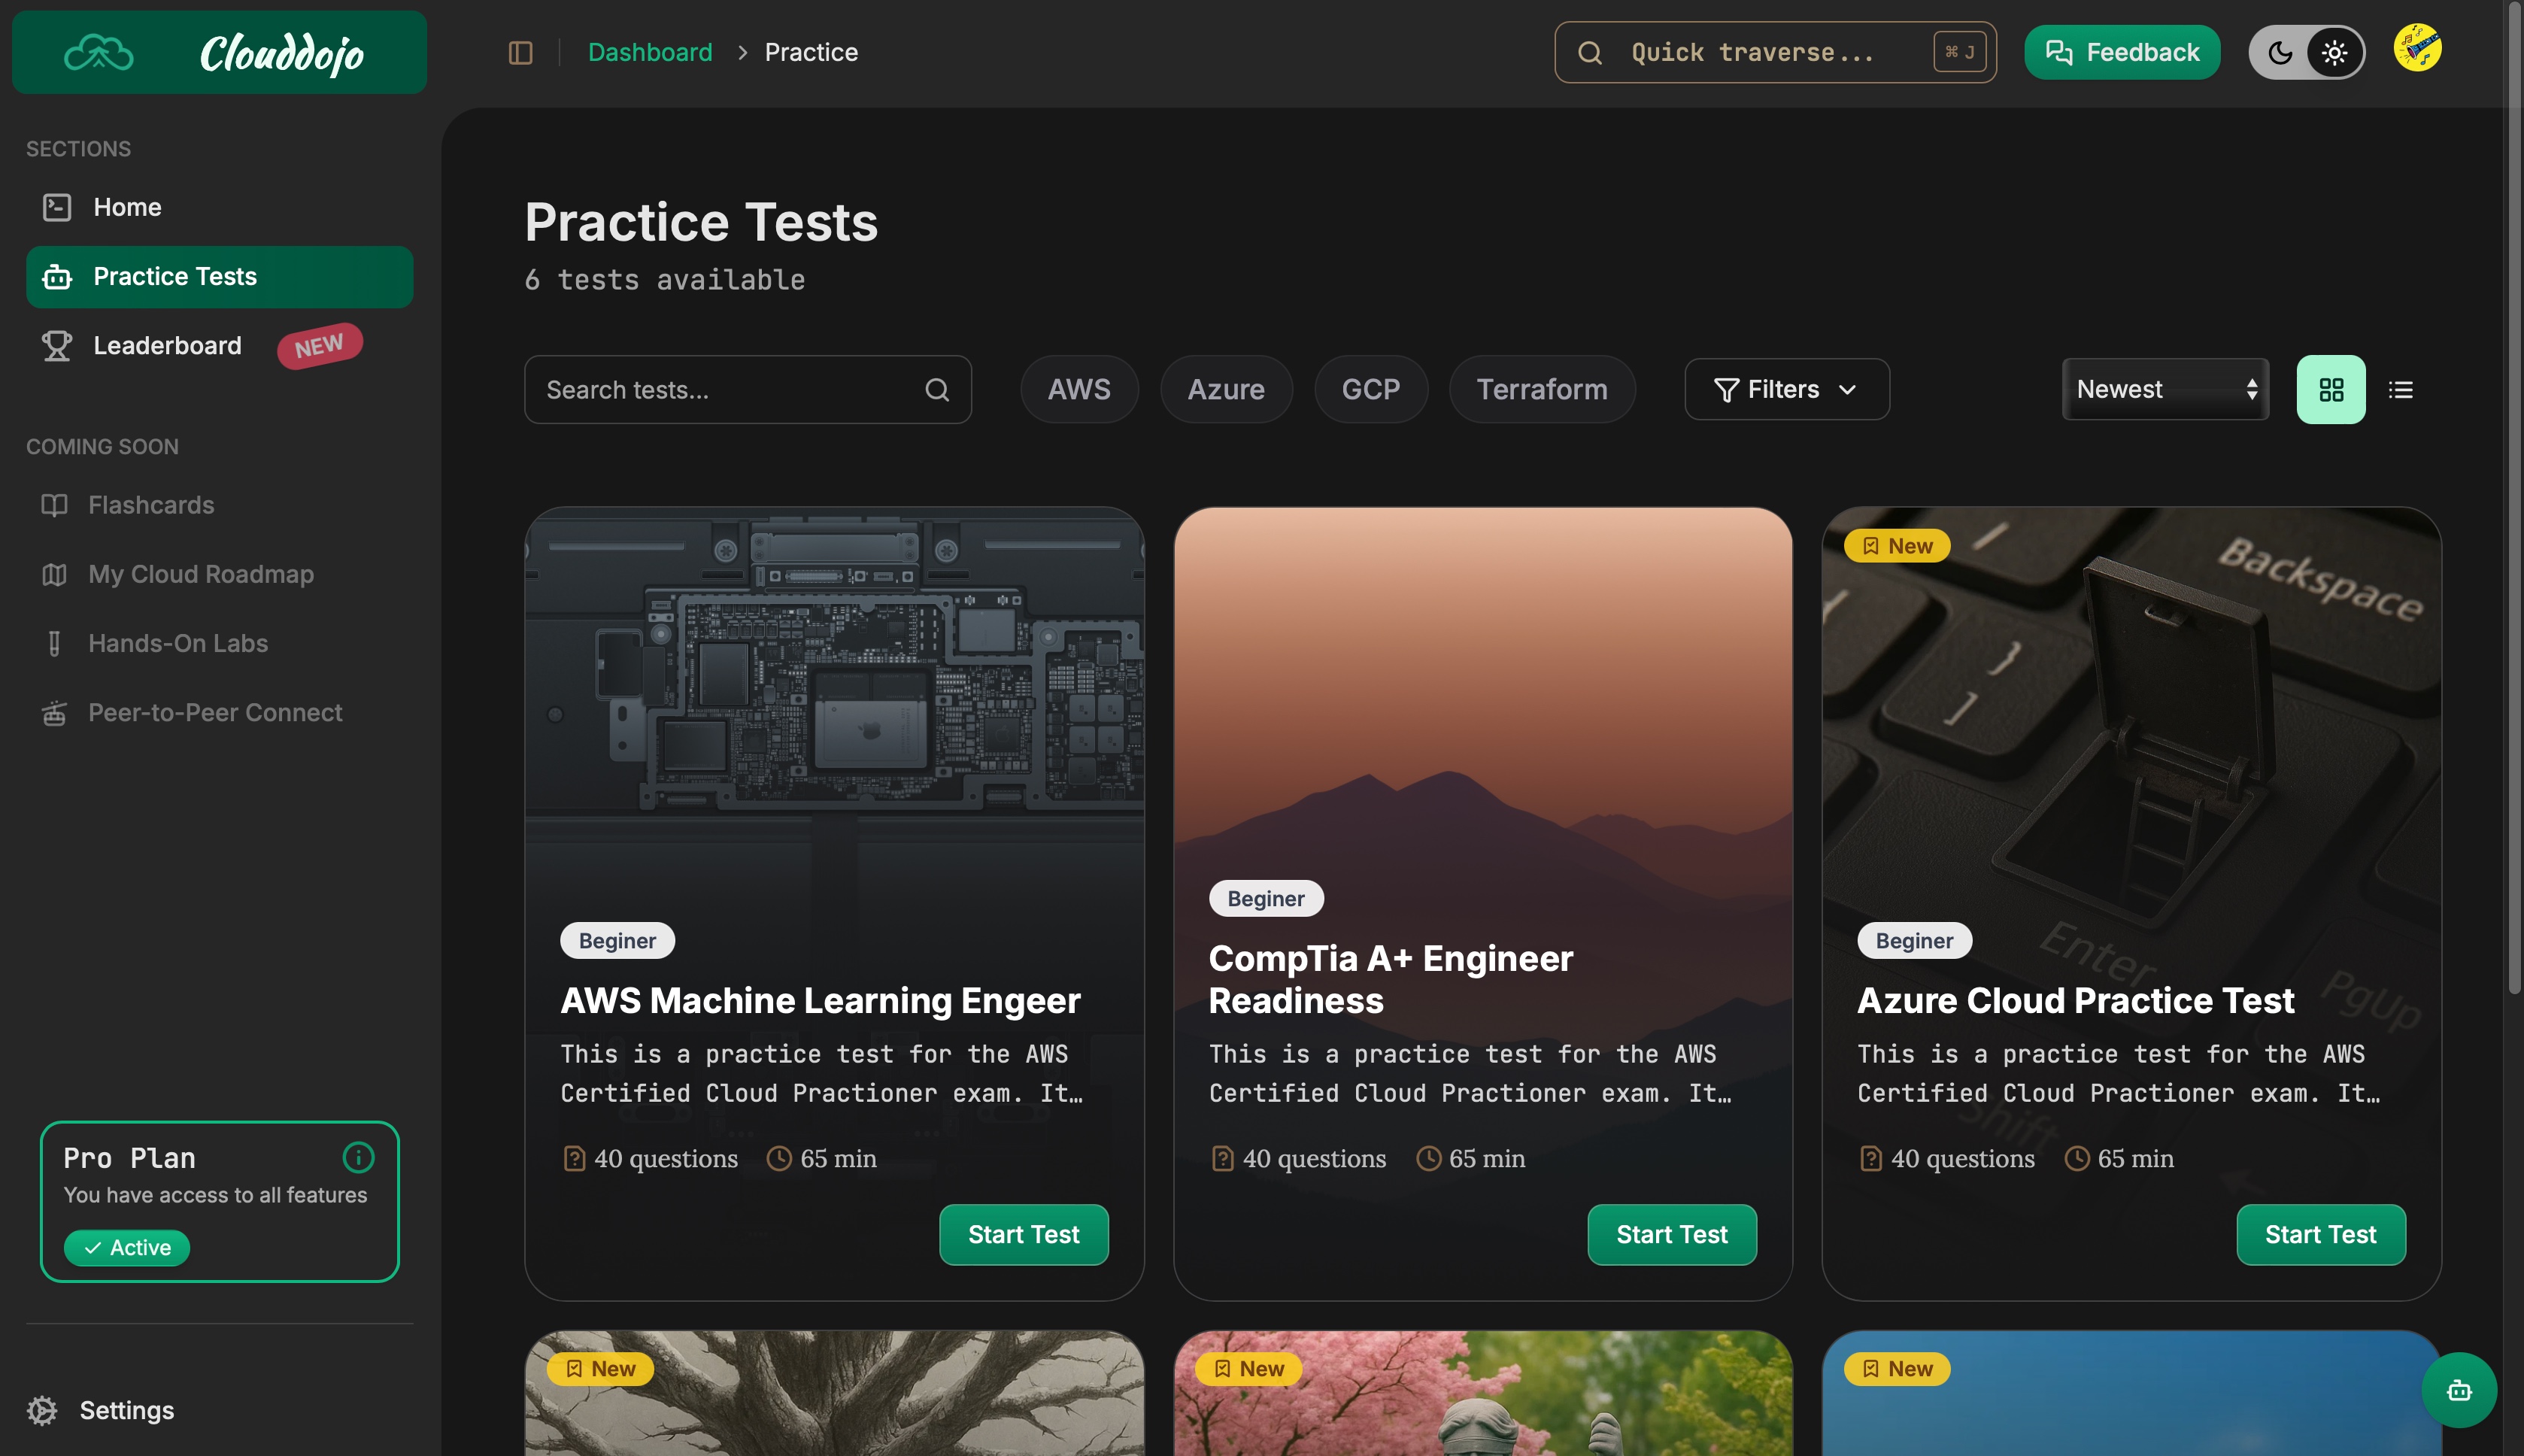 Clouddojo
Dashboard > Practice
Quick traverse...
⌘ J
Feedback
SECTIONS
Home
Practice Tests
Leaderboard
NEW
COMING SOON
Flashcards
My Cloud Roadmap
Hands-On Labs
Peer-to-Peer Connect
Pro Plan
You have access to all features
Active
Settings
Practice Tests
6 tests available
Search tests...
AWS
Azure
GCP
Terraform
Filters
Newest
Beginer
AWS Machine Learning Engeer
This is a practice test for the AWS
Certified Cloud Practioner exam. It…
40 questions
65 min
Start Test
Beginer
CompTia A+ Engineer
Readiness
This is a practice test for the AWS
Certified Cloud Practioner exam. It…
40 questions
65 min
Start Test
New
Backspace
}
]
Enter
PgUp
Shift
Beginer
Azure Cloud Practice Test
This is a practice test for the AWS
Certified Cloud Practioner exam. It…
40 questions
65 min
Start Test
New
New
New